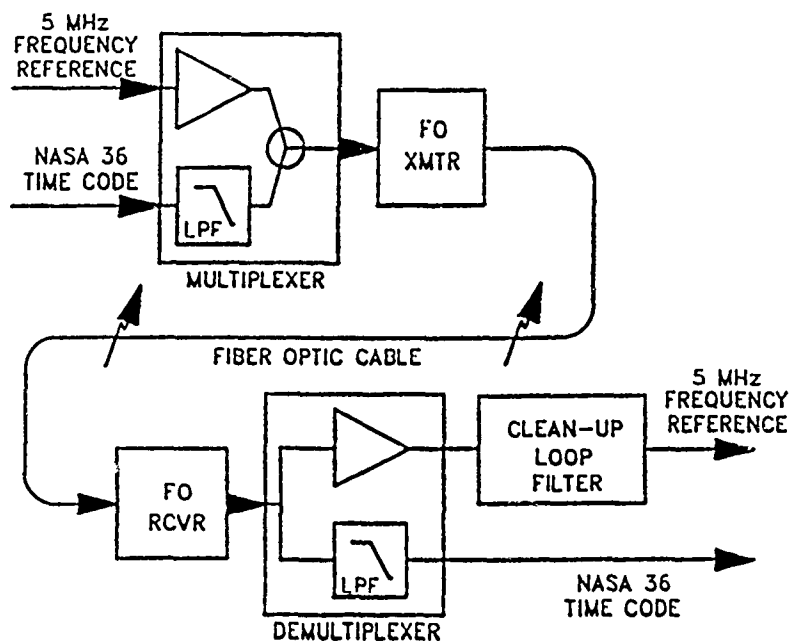 5 MHz
FREQUENCY
REFERENCE
NASA 36
TIME CODE
LPF
MULTIPLEXER
FO
XMTR
FIBER OPTIC CABLE
FO
RCVR
LPF
DEMULTIPLEXER
CLEAN-UP
LOOP
FILTER
5 MHz
FREQUENCY
REFERENCE
NASA 36
TIME CODE